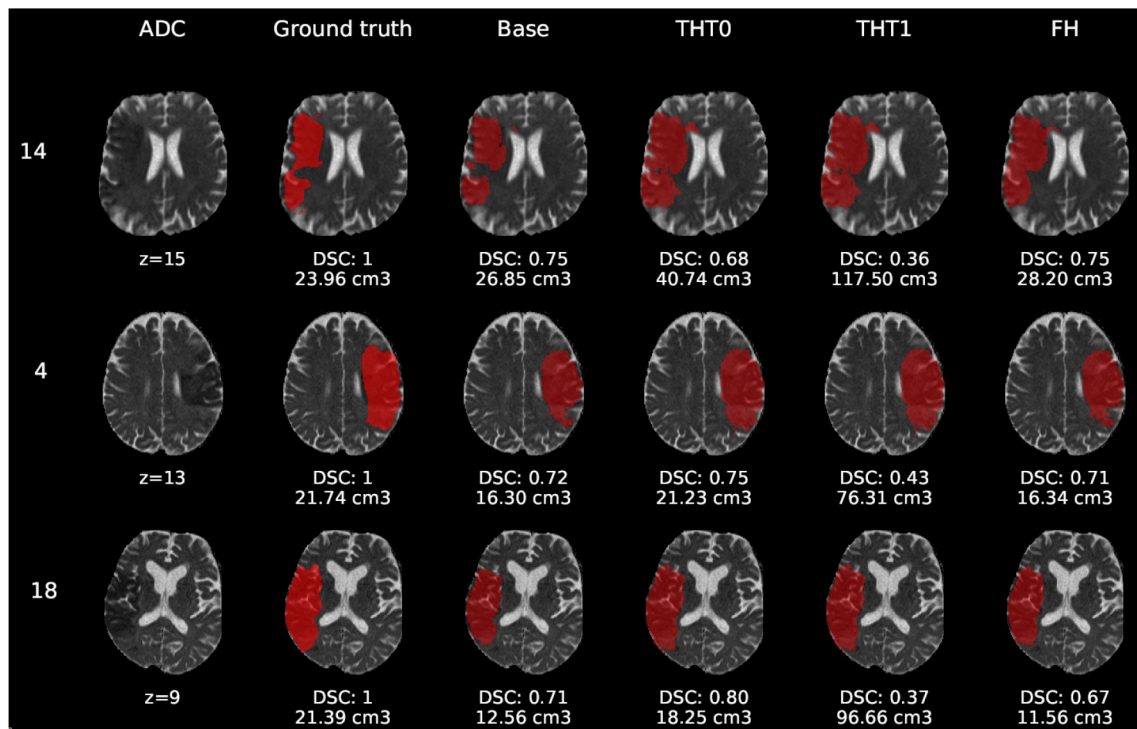 ADC Ground truth Base THT0 THT1 FH
14
z=15 DSC: 1 DSC: 0.75 DSC: 0.68 DSC: 0.36 DSC: 0.75
23.96 cm3 26.85 cm3 40.74 cm3 117.50 cm3 28.20 cm3
4
z=13 DSC: 1 DSC: 0.72 DSC: 0.75 DSC: 0.43 DSC: 0.71
21.74 cm3 16.30 cm3 21.23 cm3 76.31 cm3 16.34 cm3
18
z=9 DSC: 1 DSC: 0.71 DSC: 0.80 DSC: 0.37 DSC: 0.67
21.39 cm3 12.56 cm3 18.25 cm3 96.66 cm3 11.56 cm3